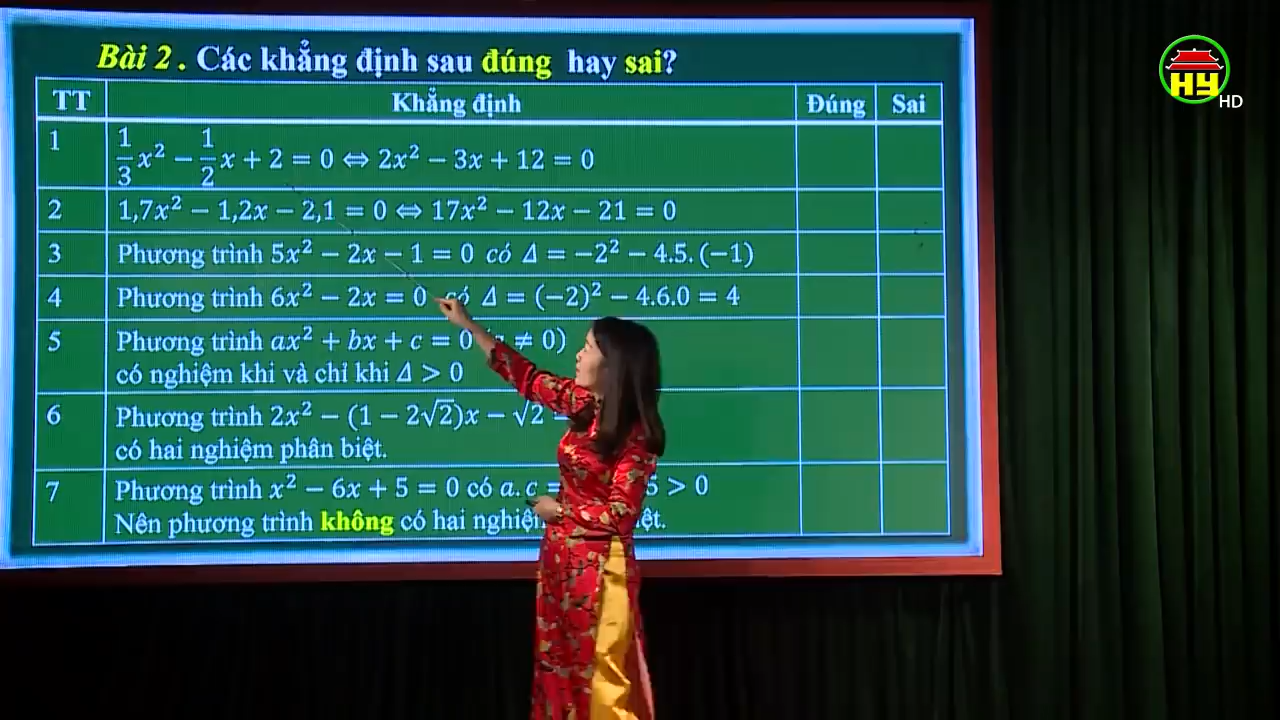 Bài 2 . Các khẳng định sau đúng hay sai?
TT Khẳng định Đúng Sai
1 1/3 x² − 1/2 x + 2 = 0 ⇔ 2x² − 3x + 12 = 0
2 1,7x² − 1,2x − 2,1 = 0 ⇔ 17x² − 12x − 21 = 0
3 Phương trình 5x² − 2x − 1 = 0 có Δ = −2² − 4.5.(−1)
4 Phương trình 6x² − 2x = 0 có Δ = (−2)² − 4.6.0 = 4
5 Phương trình ax² + bx + c = 0 ≠ 0)
có nghiệm khi và chỉ khi Δ > 0
6 Phương trình 2x² − (1 − 2√2)x − √2
có hai nghiệm phân biệt.
7 Phương trình x² − 6x + 5 = 0 có a.c = 5 > 0
Nên phương trình không có hai
HY
HD